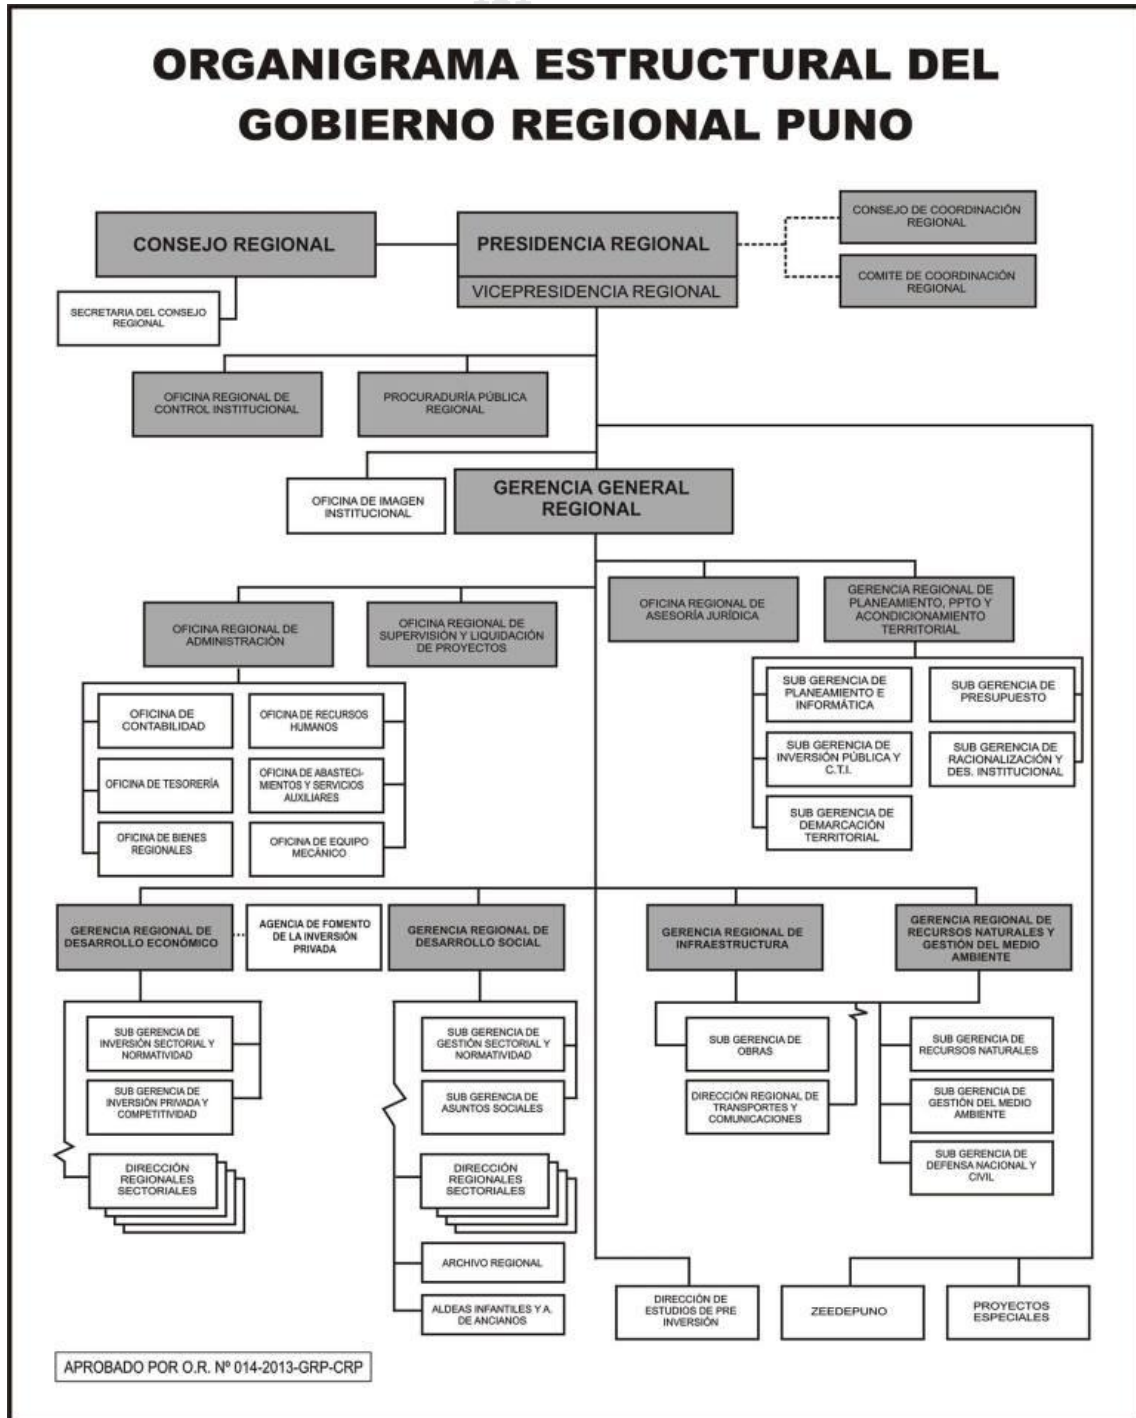 ORGANIGRAMA ESTRUCTURAL DEL
GOBIERNO REGIONAL PUNO
CONSEJO REGIONAL
PRESIDENCIA REGIONAL
VICEPRESIDENCIA REGIONAL
CONSEJO DE COORDINACIÓN
REGIONAL
COMITE DE COORDINACIÓN
REGIONAL
SECRETARIA DEL CONSEJO
REGIONAL
OFICINA REGIONAL DE
CONTROL INSTITUCIONAL
PROCURADURÍA PÚBLICA
REGIONAL
OFICINA DE IMAGEN
INSTITUCIONAL
GERENCIA GENERAL
REGIONAL
OFICINA REGIONAL DE
ADMINISTRACIÓN
OFICINA REGIONAL DE
SUPERVISIÓN Y LIQUIDACIÓN
DE PROYECTOS
OFICINA REGIONAL DE
ASESORÍA JURÍDICA
GERENCIA REGIONAL DE
PLANEAMIENTO, PPTO Y
ACONDICIONAMIENTO
TERRITORIAL
OFICINA DE
CONTABILIDAD
OFICINA DE RECURSOS
HUMANOS
OFICINA DE TESORERÍA
OFICINA DE ABASTECI-
MIENTOS Y SERVICIOS
AUXILIARES
OFICINA DE BIENES
REGIONALES
OFICINA DE EQUIPO
MECÁNICO
SUB GERENCIA DE
PLANEAMIENTO E
INFORMÁTICA
SUB GERENCIA DE
PRESUPUESTO
SUB GERENCIA DE
INVERSIÓN PÚBLICA Y
C.T.I.
SUB GERENCIA DE
RACIONALIZACIÓN Y
DES. INSTITUCIONAL
SUB GERENCIA DE
DEMARCACIÓN
TERRITORIAL
GERENCIA REGIONAL DE
DESARROLLO ECONÓMICO
AGENCIA DE FOMENTO
DE LA INVERSIÓN
PRIVADA
GERENCIA REGIONAL DE
DESARROLLO SOCIAL
GERENCIA REGIONAL DE
INFRAESTRUCTURA
GERENCIA REGIONAL DE
RECURSOS NATURALES Y
GESTIÓN DEL MEDIO
AMBIENTE
SUB GERENCIA DE
INVERSIÓN SECTORIAL Y
NORMATIVIDAD
SUB GERENCIA DE
INVERSIÓN PRIVADA Y
COMPETITIVIDAD
DIRECCIÓN
REGIONALES
SECTORIALES
SUB GERENCIA DE
GESTIÓN SECTORIAL Y
NORMATIVIDAD
SUB GERENCIA DE
ASUNTOS SOCIALES
DIRECCIÓN
REGIONALES
SECTORIALES
ARCHIVO REGIONAL
ALDEAS INFANTILES Y A.
DE ANCIANOS
SUB GERENCIA DE
OBRAS
DIRECCIÓN REGIONAL DE
TRANSPORTES Y
COMUNICACIONES
SUB GERENCIA DE
RECURSOS NATURALES
SUB GERENCIA DE
GESTIÓN DEL MEDIO
AMBIENTE
SUB GERENCIA DE
DEFENSA NACIONAL Y
CIVIL
DIRECCIÓN DE
ESTUDIOS DE PRE
INVERSIÓN
ZEEDEPUNO
PROYECTOS
ESPECIALES
APROBADO POR O.R. Nº 014-2013-GRP-CRP